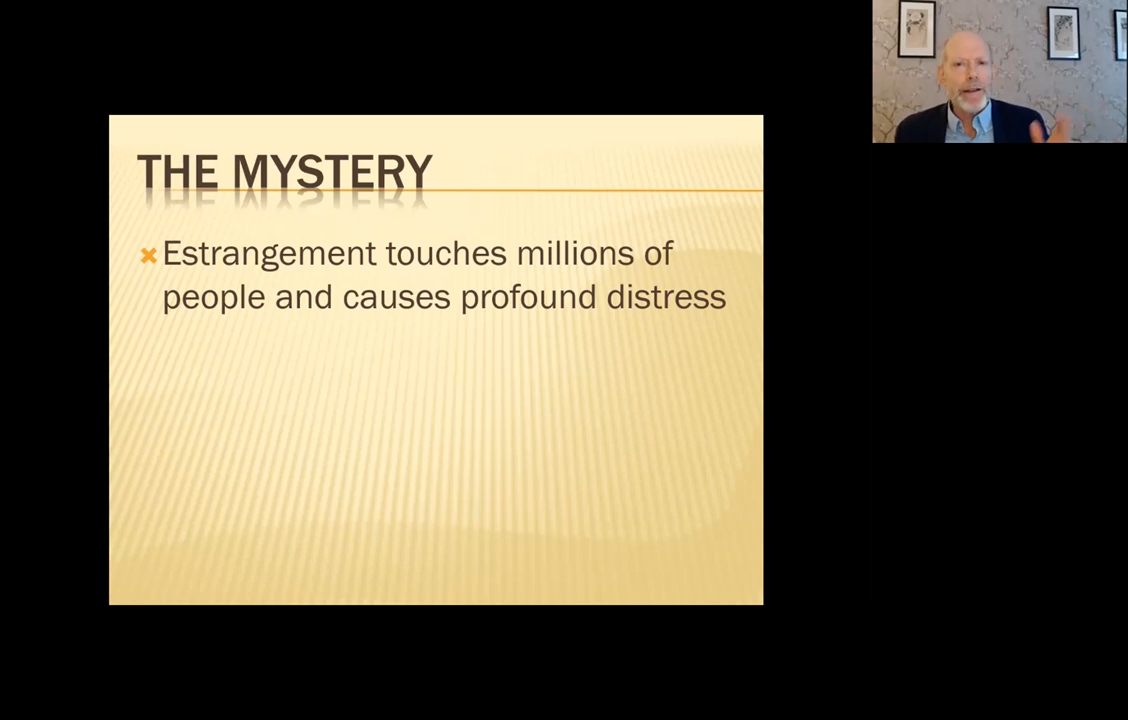 THE MYSTERY
Estrangement touches millions of
people and causes profound distress